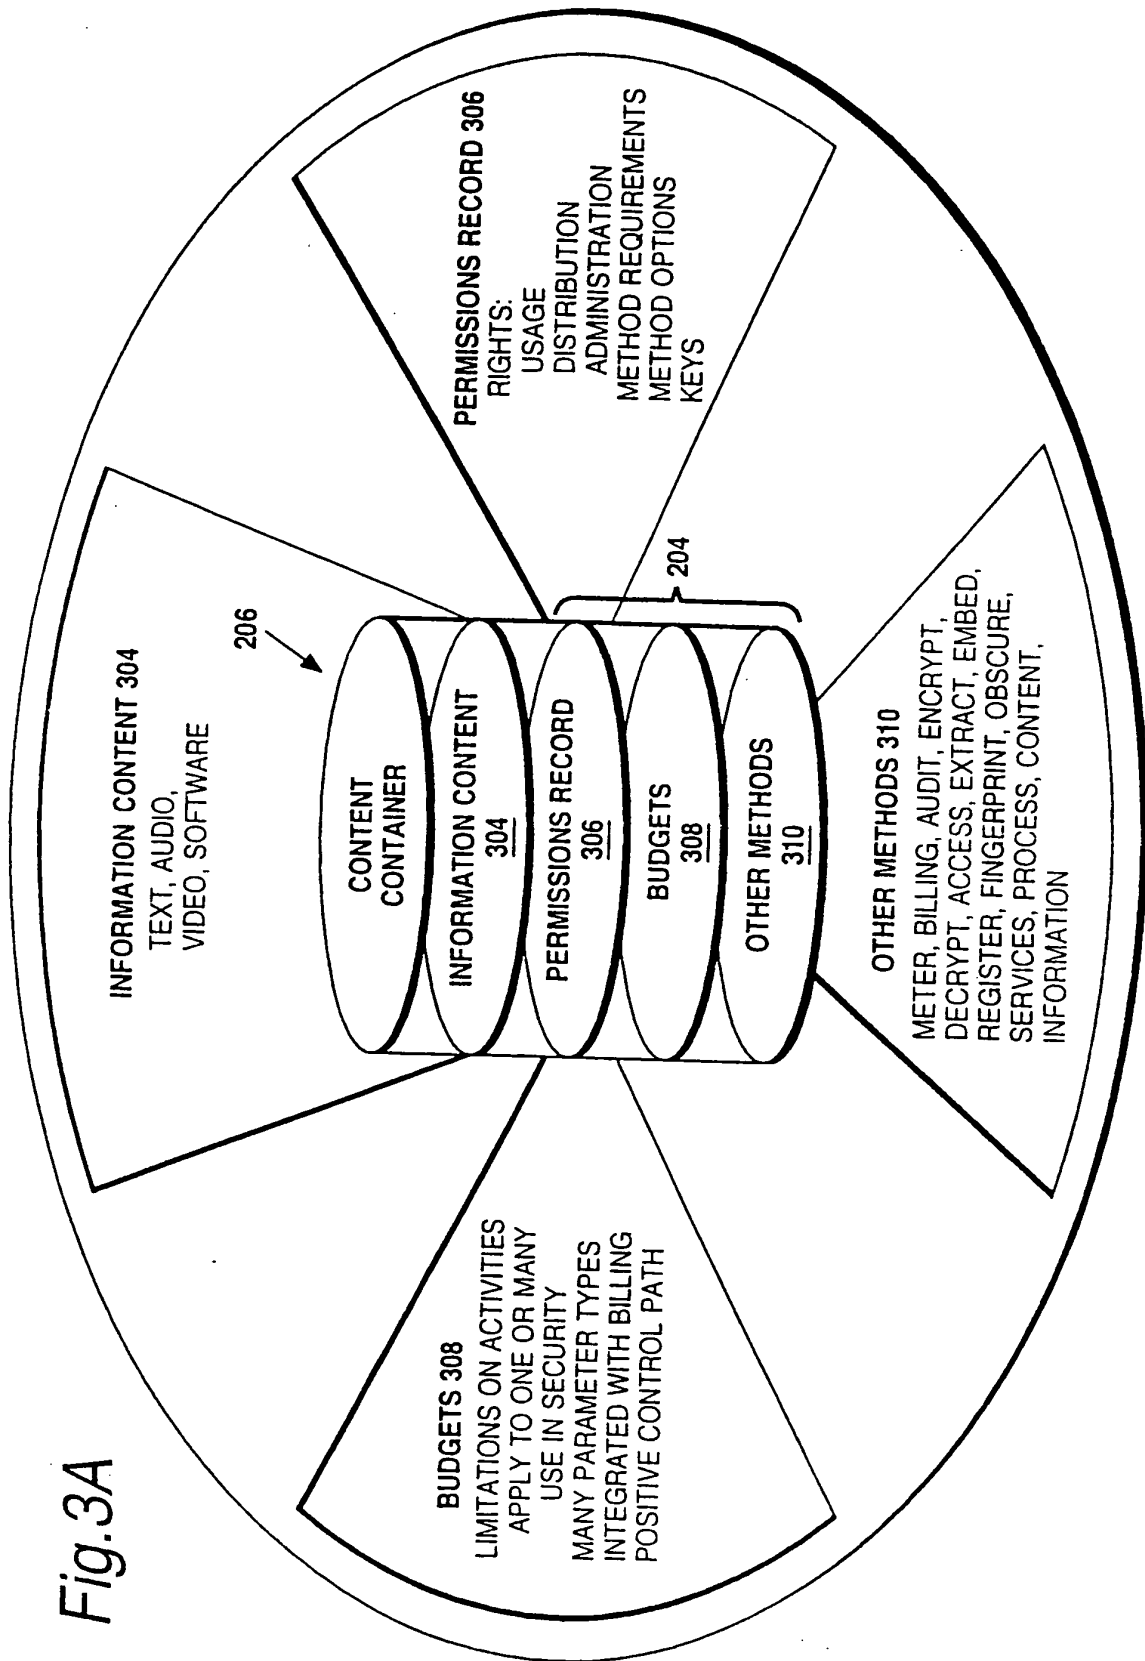 Fig.3A
INFORMATION CONTENT 304
TEXT, AUDIO,
VIDEO, SOFTWARE
206
BUDGETS 308
LIMITATIONS ON ACTIVITIES
APPLY TO ONE OR MANY
USE IN SECURITY
MANY PARAMETER TYPES
INTEGRATED WITH BILLING
POSITIVE CONTROL PATH
CONTENT
CONTAINER
INFORMATION CONTENT
304
PERMISSIONS RECORD
306
BUDGETS
308
OTHER METHODS
310
204
PERMISSIONS RECORD 306
RIGHTS:
USAGE
DISTRIBUTION
ADMINISTRATION
METHOD REQUIREMENTS
METHOD OPTIONS
KEYS
OTHER METHODS 310
METER, BILLING, AUDIT, ENCRYPT,
DECRYPT, ACCESS, EXTRACT, EMBED,
REGISTER, FINGERPRINT, OBSCURE,
SERVICES, PROCESS, CONTENT,
INFORMATION